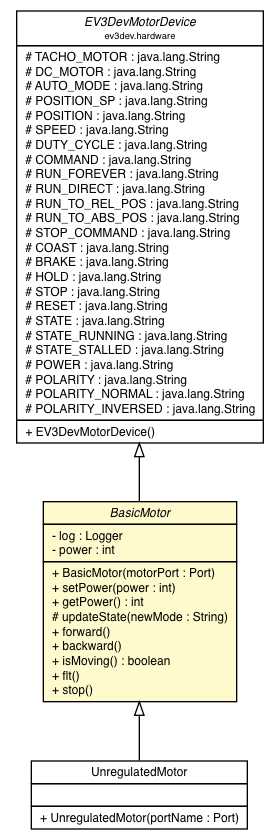 EV3DevMotorDevice
ev3dev.hardware
# TACHO_MOTOR : java.lang.String
# DC_MOTOR : java.lang.String
# AUTO_MODE : java.lang.String
# POSITION_SP : java.lang.String
# POSITION : java.lang.String
# SPEED : java.lang.String
# DUTY_CYCLE : java.lang.String
# COMMAND : java.lang.String
# RUN_FOREVER : java.lang.String
# RUN_DIRECT : java.lang.String
# RUN_TO_REL_POS : java.lang.String
# RUN_TO_ABS_POS : java.lang.String
# STOP_COMMAND : java.lang.String
# COAST : java.lang.String
# BRAKE : java.lang.String
# HOLD : java.lang.String
# STOP : java.lang.String
# RESET : java.lang.String
# STATE : java.lang.String
# STATE_RUNNING : java.lang.String
# STATE_STALLED : java.lang.String
# POWER : java.lang.String
# POLARITY : java.lang.String
# POLARITY_NORMAL : java.lang.String
# POLARITY_INVERSED : java.lang.String
+ EV3DevMotorDevice()
BasicMotor
- log : Logger
- power : int
+ BasicMotor(motorPort : Port)
+ setPower(power : int)
+ getPower() : int
# updateState(newMode : String)
+ forward()
+ backward()
+ isMoving() : boolean
+ flt()
+ stop()
UnregulatedMotor
+ UnregulatedMotor(portName : Port)